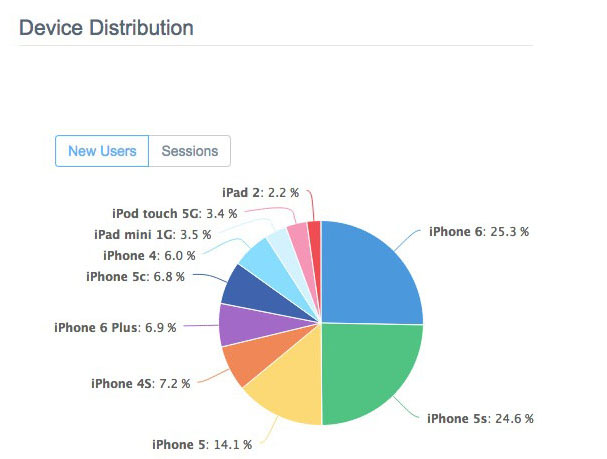 Device Distribution
New Users
Sessions
iPad 2: 2.2 %
iPod touch 5G: 3.4 %
iPad mini 1G: 3.5 %
iPhone 4: 6.0 %
iPhone 5c: 6.8 %
iPhone 6 Plus: 6.9 %
iPhone 4S: 7.2 %
iPhone 5: 14.1 %
iPhone 6: 25.3 %
iPhone 5s: 24.6 %